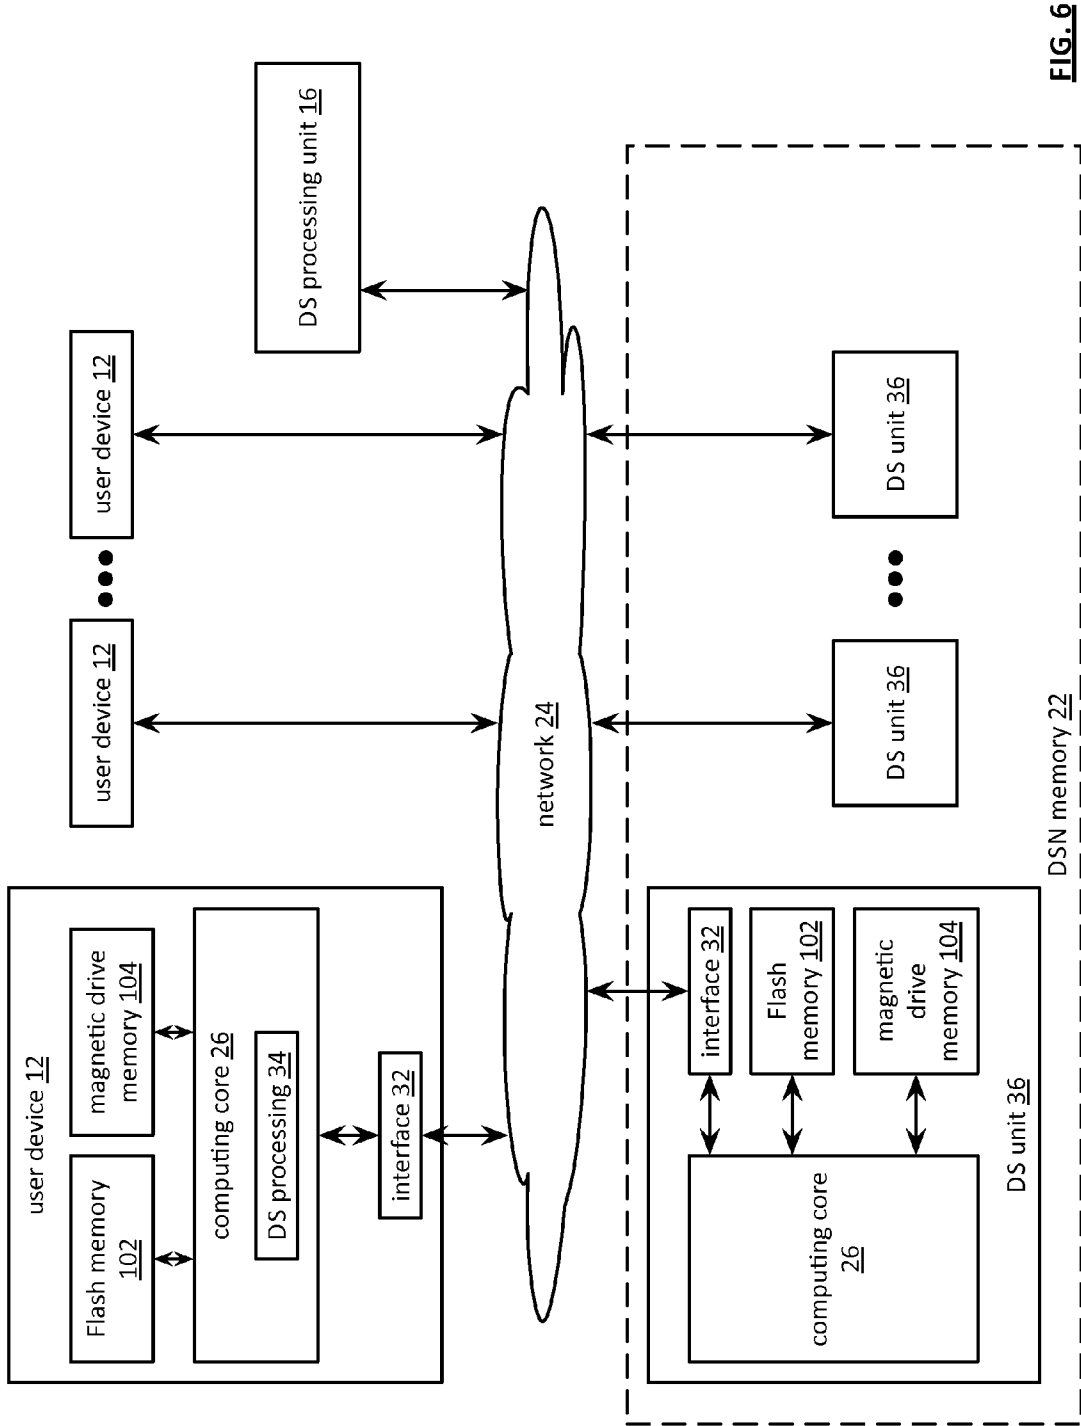 user device 12
Flash memory
102
magnetic drive
memory 104
computing core 26
DS processing 34
interface 32
user device 12
user device 12
DS processing unit 16
network 24
computing core
26
interface 32
Flash
memory 102
magnetic
drive
memory 104
DS unit 36
DS unit 36
DS unit 36
DSN memory 22
FIG. 6